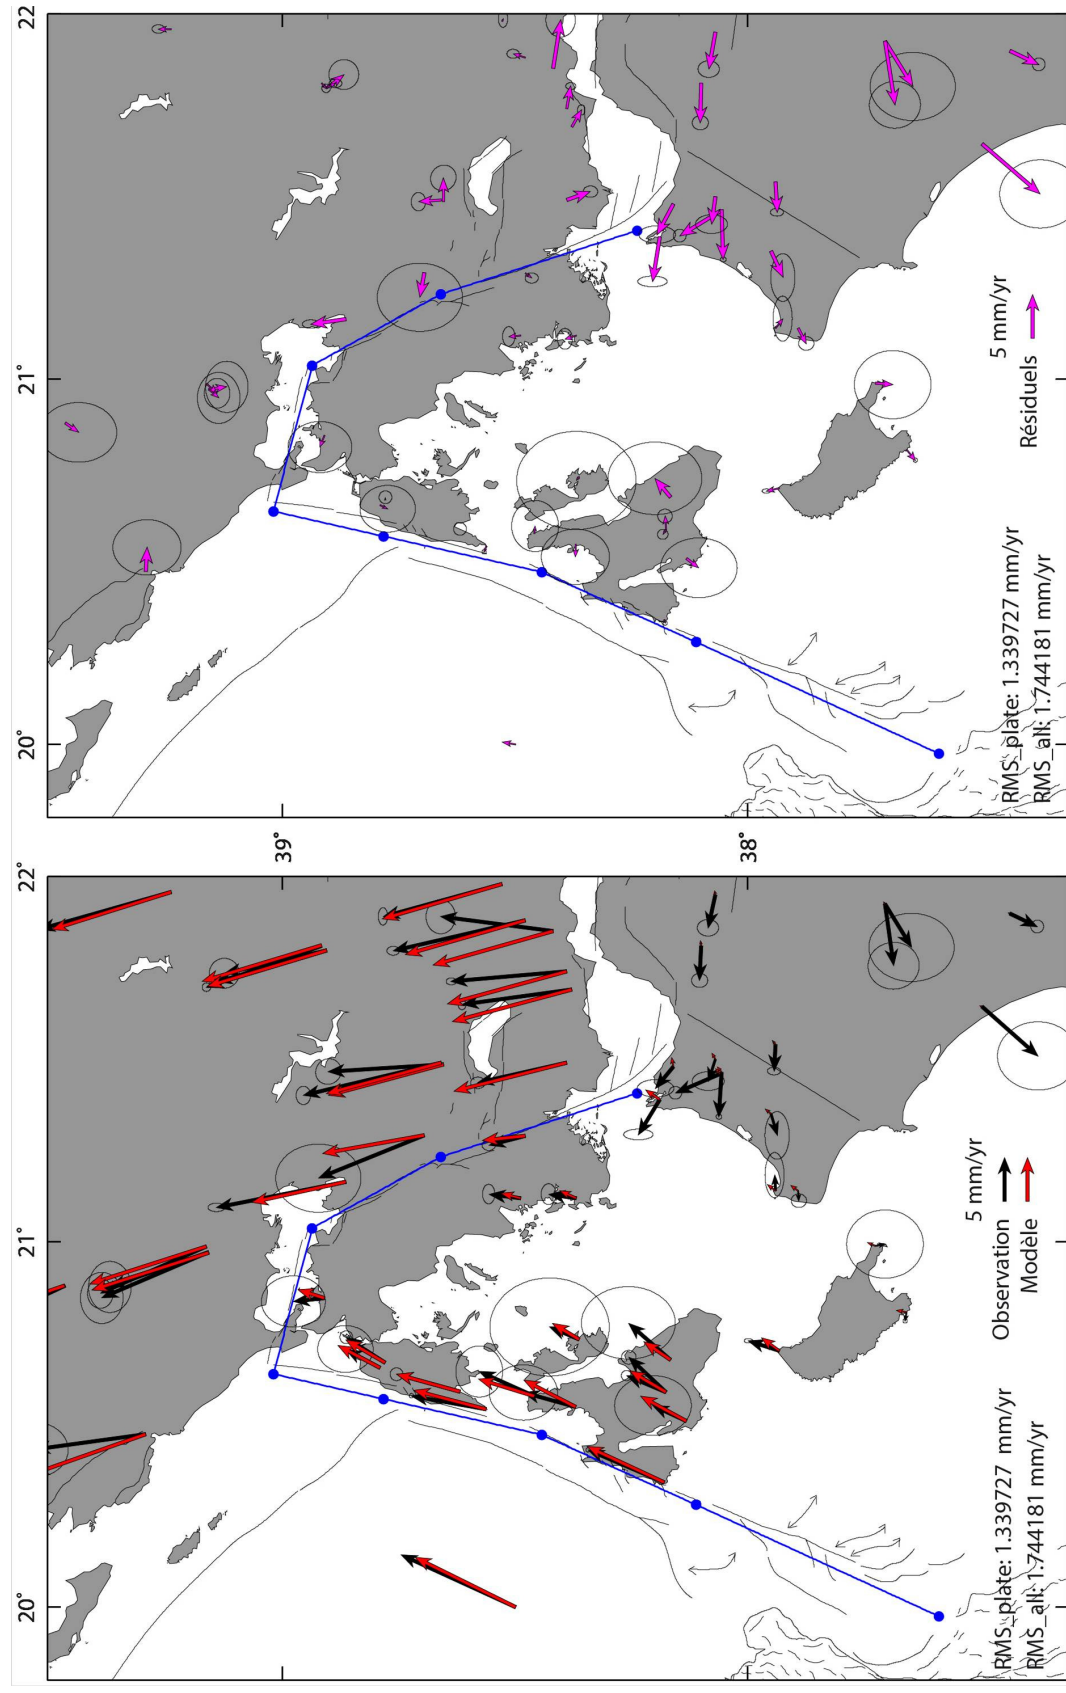 20°
21°
22°
20°
21°
22°
39°
38°
5 mm/yr
RMS_plate: 1.339727 mm/yr
Observation
RMS_all: 1.744181 mm/yr
Modèle
5 mm/yr
RMS_plate: 1.339727 mm/yr
Résiduels
RMS_all: 1.744181 mm/yr